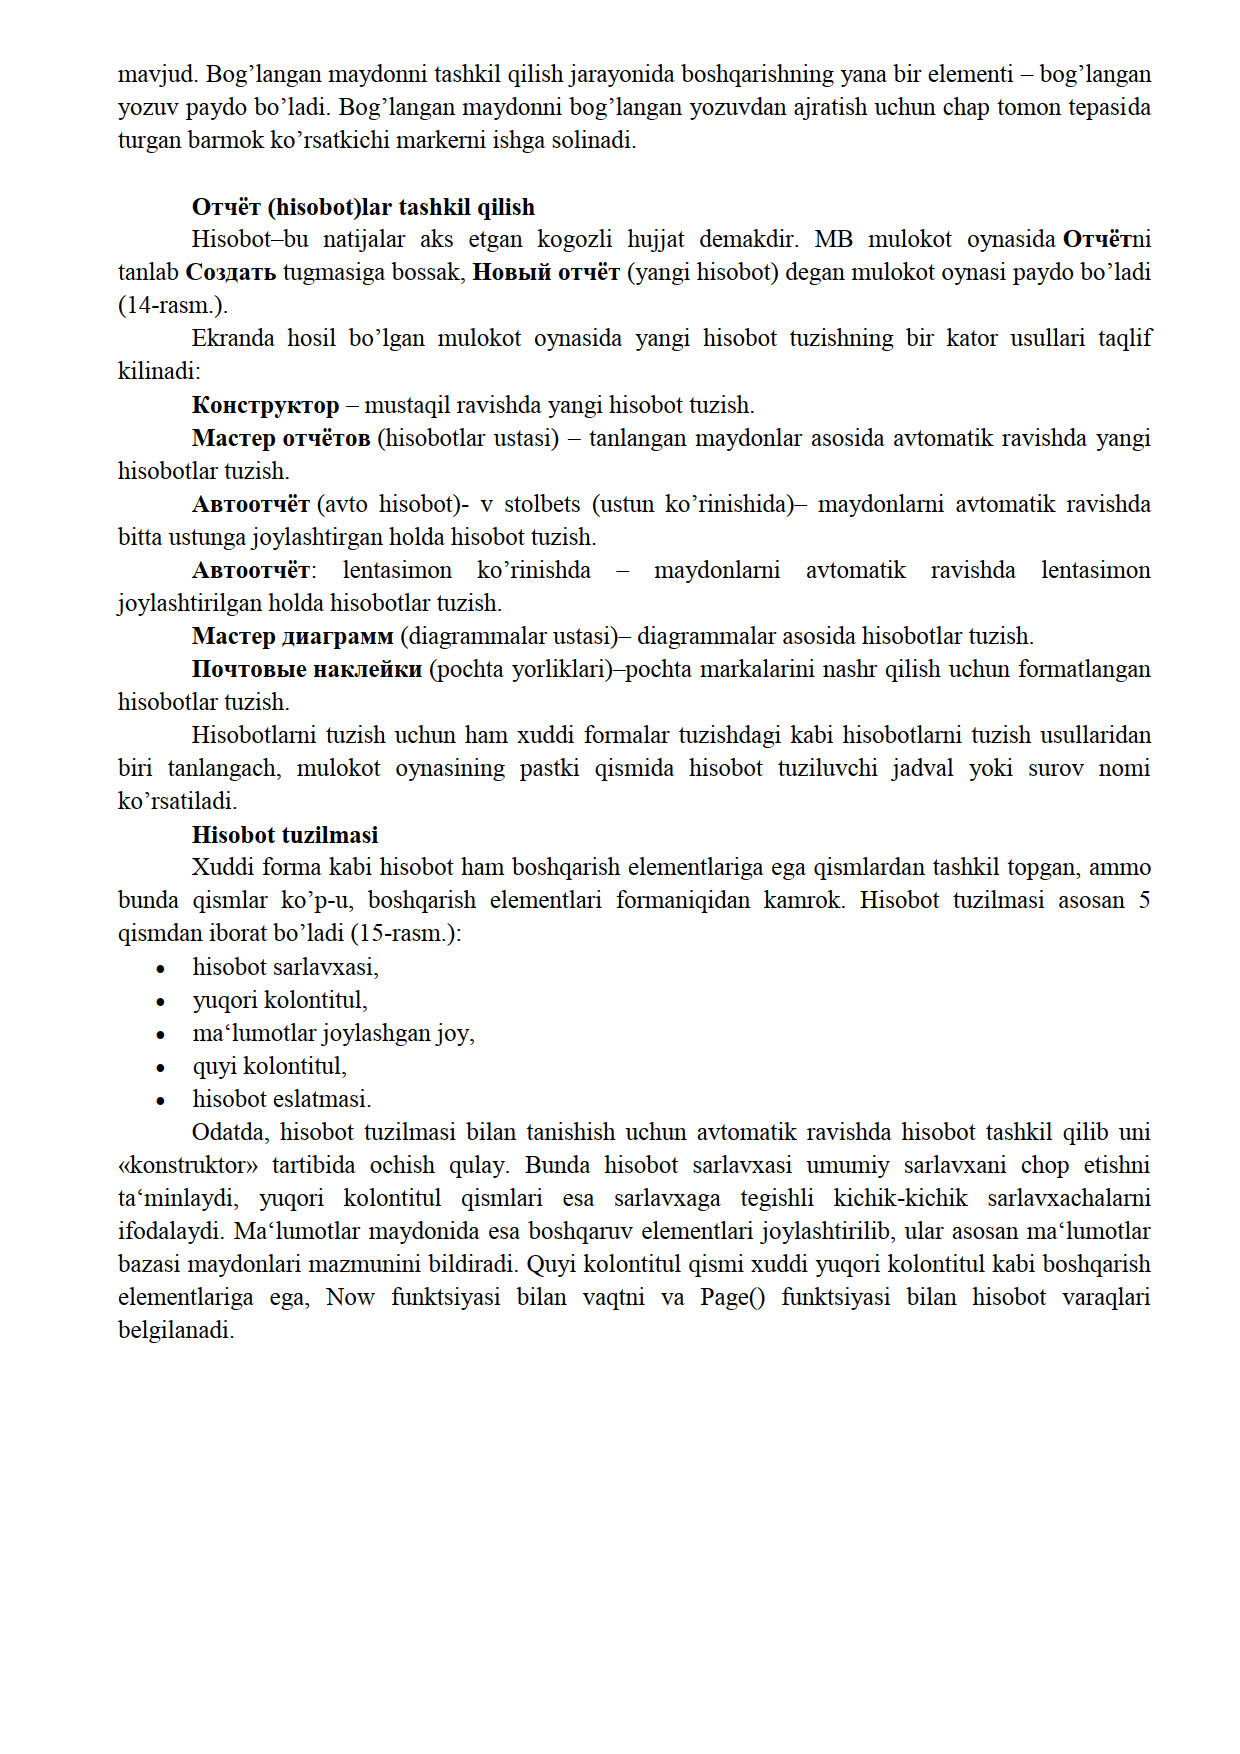 mavjud. Bog’langan maydonni tashkil qilish jarayonida boshqarishning yana bir elementi – bog’langan
yozuv paydo bo’ladi. Bog’langan maydonni bog’langan yozuvdan ajratish uchun chap tomon tepasida
turgan barmok ko’rsatkichi markerni ishga solinadi.
Отчёт (hisobot)lar tashkil qilish
Hisobot–bu natijalar aks etgan kogozli hujjat demakdir. MB mulokot oynasida Отчётni
tanlab Создать tugmasiga bossak, Новый отчёт (yangi hisobot) degan mulokot oynasi paydo bo’ladi
(14-rasm.).
Ekranda hosil bo’lgan mulokot oynasida yangi hisobot tuzishning bir kator usullari taqlif
kilinadi:
Конструктор – mustaqil ravishda yangi hisobot tuzish.
Мастер отчётов (hisobotlar ustasi) – tanlangan maydonlar asosida avtomatik ravishda yangi
hisobotlar tuzish.
Автоотчёт (avto hisobot)- v stolbets (ustun ko’rinishida)– maydonlarni avtomatik ravishda
bitta ustunga joylashtirgan holda hisobot tuzish.
Автоотчёт: lentasimon ko’rinishda – maydonlarni avtomatik ravishda lentasimon
joylashtirilgan holda hisobotlar tuzish.
Мастер диаграмм (diagrammalar ustasi)– diagrammalar asosida hisobotlar tuzish.
Почтовые наклейки (pochta yorliklari)–pochta markalarini nashr qilish uchun formatlangan
hisobotlar tuzish.
Hisobotlarni tuzish uchun ham xuddi formalar tuzishdagi kabi hisobotlarni tuzish usullaridan
biri tanlangach, mulokot oynasining pastki qismida hisobot tuziluvchi jadval yoki surov nomi
ko’rsatiladi.
Hisobot tuzilmasi
Xuddi forma kabi hisobot ham boshqarish elementlariga ega qismlardan tashkil topgan, ammo
bunda qismlar ko’p-u, boshqarish elementlari formaniqidan kamrok. Hisobot tuzilmasi asosan 5
qismdan iborat bo’ladi (15-rasm.):
• hisobot sarlavxasi,
• yuqori kolontitul,
• ma‘lumotlar joylashgan joy,
• quyi kolontitul,
• hisobot eslatmasi.
Odatda, hisobot tuzilmasi bilan tanishish uchun avtomatik ravishda hisobot tashkil qilib uni
«konstruktor» tartibida ochish qulay. Bunda hisobot sarlavxasi umumiy sarlavxani chop etishni
ta‘minlaydi, yuqori kolontitul qismlari esa sarlavxaga tegishli kichik-kichik sarlavxachalarni
ifodalaydi. Ma‘lumotlar maydonida esa boshqaruv elementlari joylashtirilib, ular asosan ma‘lumotlar
bazasi maydonlari mazmunini bildiradi. Quyi kolontitul qismi xuddi yuqori kolontitul kabi boshqarish
elementlariga ega, Now funktsiyasi bilan vaqtni va Page() funktsiyasi bilan hisobot varaqlari
belgilanadi.